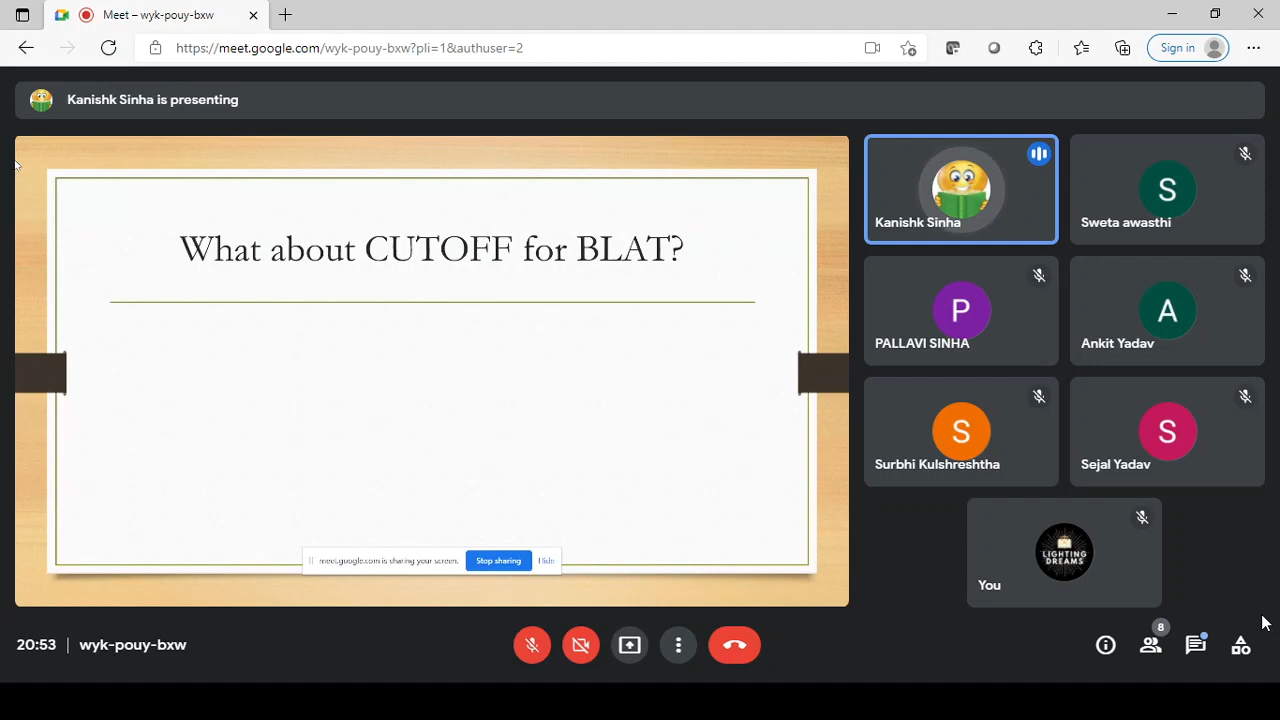 Meet – wyk-pouy-bxw
https://meet.google.com/wyk-pouy-bxw?pli=1&authuser=2
Sign in
Kanishk Sinha is presenting
What about CUTOFF for BLAT?
meet.google.com is sharing your screen.
Stop sharing
Hide
Kanishk Sinha
S
Sweta awasthi
P
PALLAVI SINHA
A
Ankit Yadav
S
Surbhi Kulshreshtha
S
Sejal Yadav
LIGHTING
DREAMS
You
20:53
wyk-pouy-bxw
8